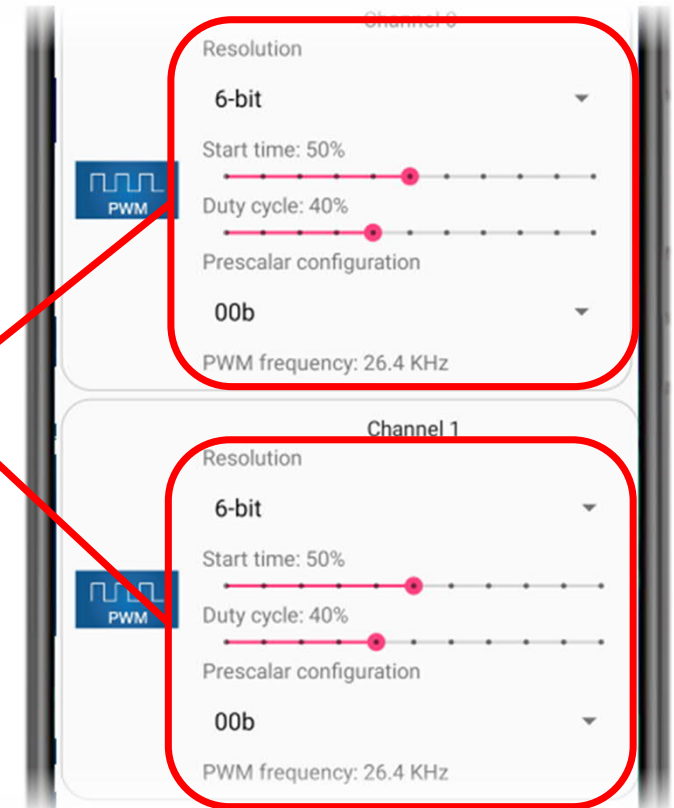 Channel 0
Resolution
6-bit
Start time: 50%
PWM
Duty cycle: 40%
Prescalar configuration
00b
PWM frequency: 26.4 KHz
Channel 1
Resolution
6-bit
Start time: 50%
PWM
Duty cycle: 40%
Prescalar configuration
00b
PWM frequency: 26.4 KHz